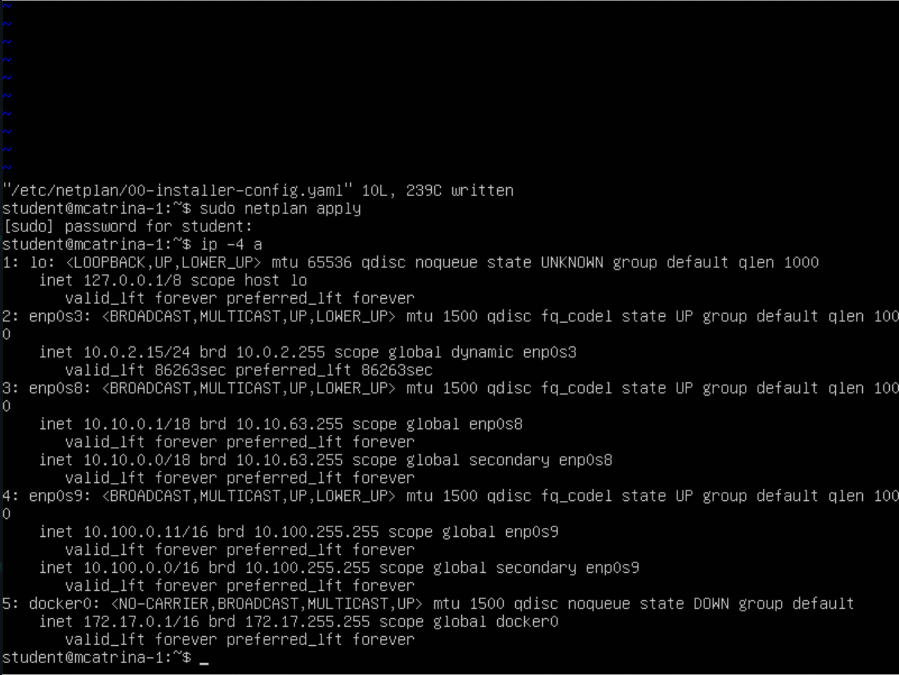 ~
~
~
~
~
~
~
~
~
~
"/etc/netplan/00-installer-config.yaml" 10L, 239C written
student@mcatrina-1:~$ sudo netplan apply
[sudo] password for student:
student@mcatrina-1:~$ ip -4 a
1: lo: <LOOPBACK,UP,LOWER_UP> mtu 65536 qdisc noqueue state UNKNOWN group default qlen 1000
    inet 127.0.0.1/8 scope host lo
       valid_lft forever preferred_lft forever
2: enp0s3: <BROADCAST,MULTICAST,UP,LOWER_UP> mtu 1500 qdisc fq_codel state UP group default qlen 100
0
    inet 10.0.2.15/24 brd 10.0.2.255 scope global dynamic enp0s3
       valid_lft 86263sec preferred_lft 86263sec
3: enp0s8: <BROADCAST,MULTICAST,UP,LOWER_UP> mtu 1500 qdisc fq_codel state UP group default qlen 100
0
    inet 10.10.0.1/18 brd 10.10.63.255 scope global enp0s8
       valid_lft forever preferred_lft forever
    inet 10.10.0.0/18 brd 10.10.63.255 scope global secondary enp0s8
       valid_lft forever preferred_lft forever
4: enp0s9: <BROADCAST,MULTICAST,UP,LOWER_UP> mtu 1500 qdisc fq_codel state UP group default qlen 100
0
    inet 10.100.0.11/16 brd 10.100.255.255 scope global enp0s9
       valid_lft forever preferred_lft forever
    inet 10.100.0.0/16 brd 10.100.255.255 scope global secondary enp0s9
       valid_lft forever preferred_lft forever
5: docker0: <NO-CARRIER,BROADCAST,MULTICAST,UP> mtu 1500 qdisc noqueue state DOWN group default
    inet 172.17.0.1/16 brd 172.17.255.255 scope global docker0
       valid_lft forever preferred_lft forever
student@mcatrina-1:~$ _